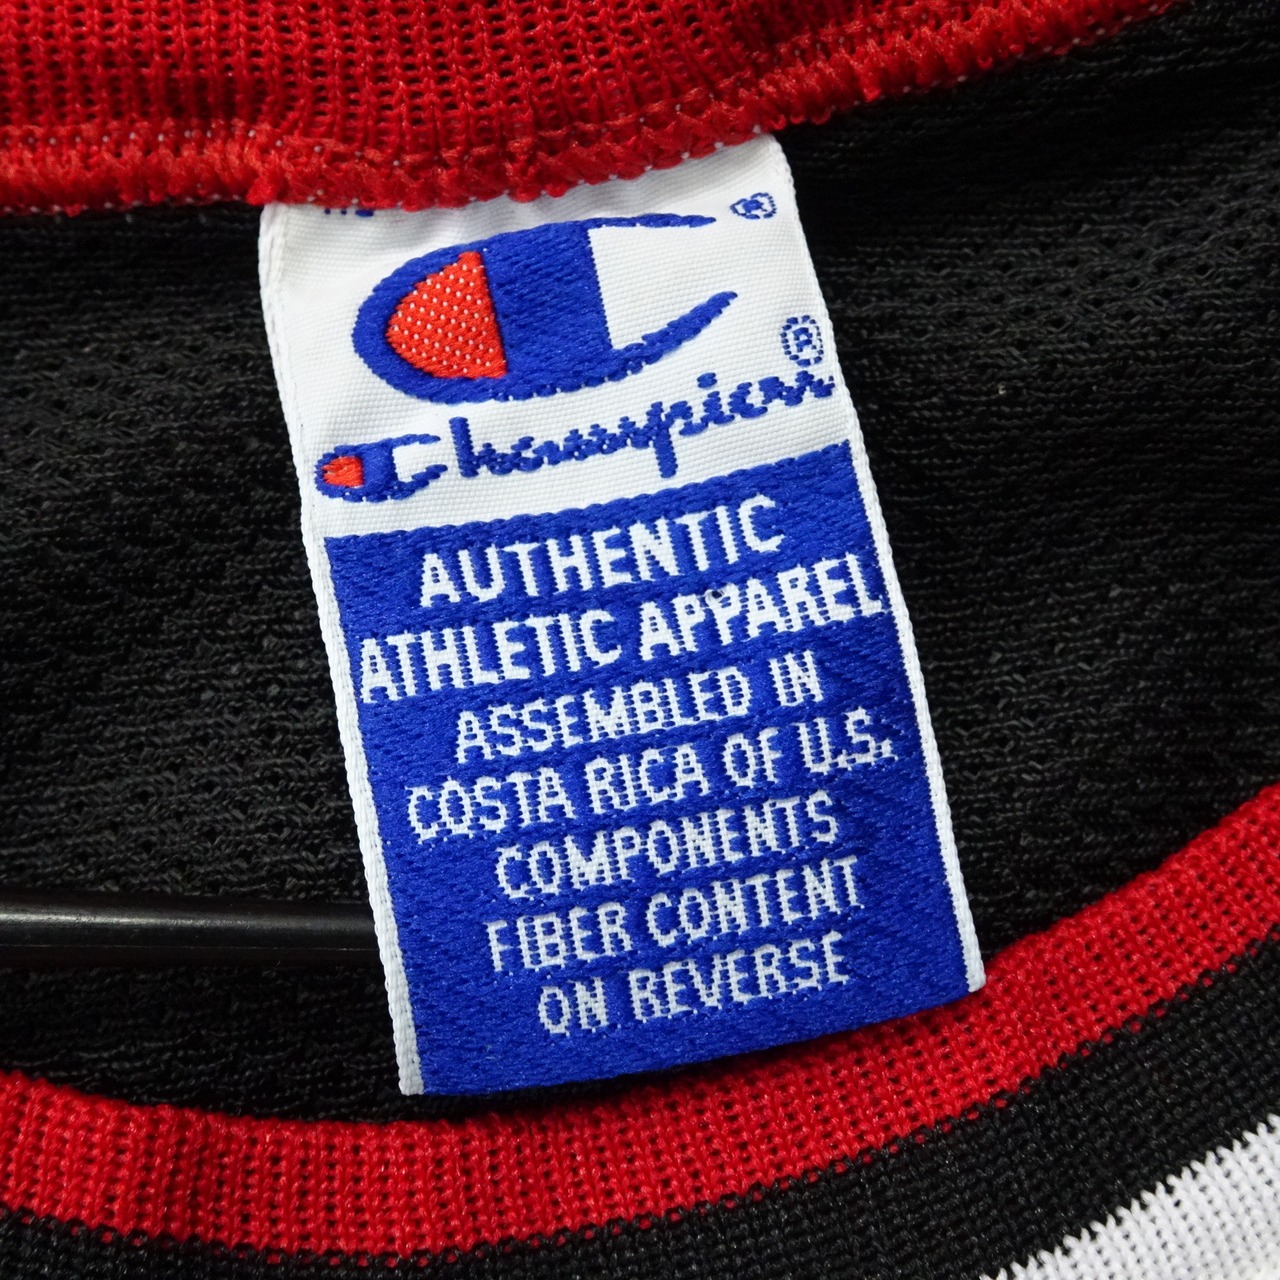 ®
®
Champion
AUTHENTIC
ATHLETIC APPAREL
ASSEMBLED IN
COSTA RICA OF U.S.
COMPONENTS
FIBER CONTENT
ON REVERSE